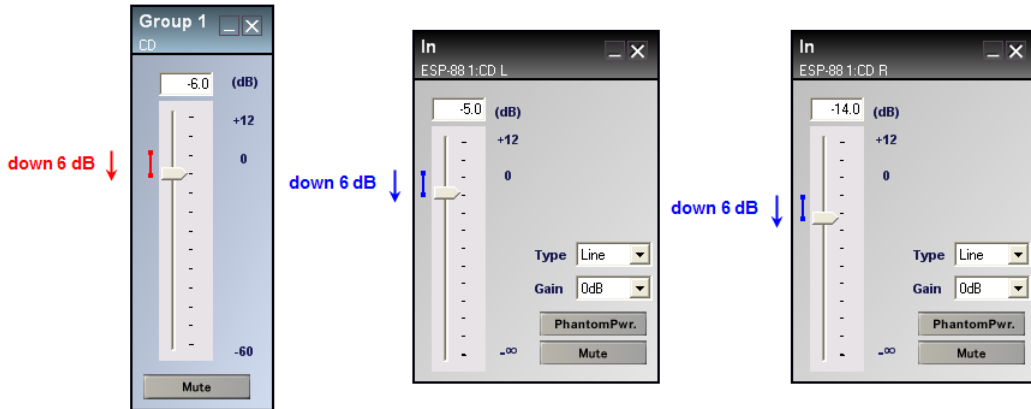 Group 1
CD
-6.0 (dB)
+12
0
down 6 dB
-60
Mute
In
ESP-88 1:CD L
-5.0 (dB)
+12
0
down 6 dB
Type Line
Gain 0dB
PhantomPwr.
-∞ Mute
In
ESP-88 1:CD R
-14.0 (dB)
+12
0
down 6 dB
Type Line
Gain 0dB
PhantomPwr.
-∞ Mute